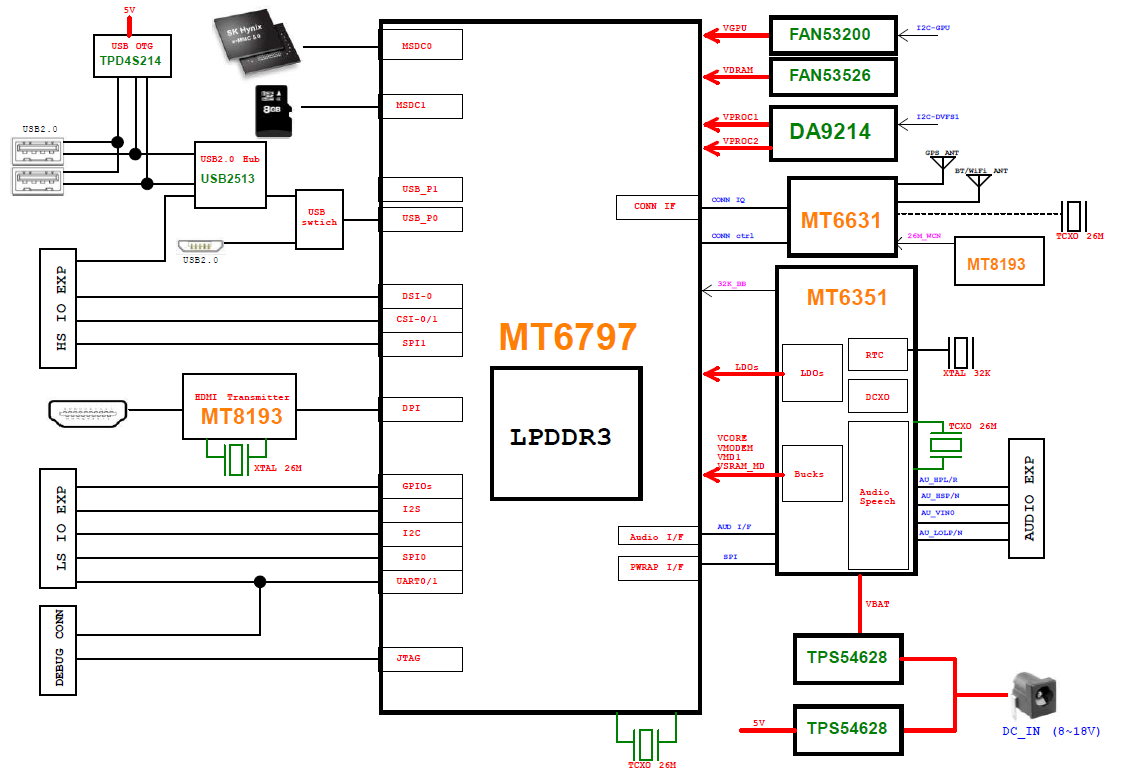 5V
USB OTG
TPD4S214
SK Hynix
e-MMC 5.0
8GB
MSDC0
MSDC1
VGPU
FAN53200
I2C-GPU
VDRAM
FAN53526
VPROC1
VPROC2
DA9214
I2C-DVFS1
USB2.0
USB2.0 Hub
USB2513
USB
swtich
USB2.0
USB_P1
USB_P0
CONN IF
CONN IQ
CONN ctrl
MT6631
GPS ANT
BT/WiFi ANT
TCXO 26M
26M_WCN
MT8193
HS IO EXP
DSI-0
CSI-0/1
SPI1
32K_BB
MT6351
MT6797
LPDDR3
LDOs
LDOs
RTC
DCXO
XTAL 32K
HDMI Transmitter
MT8193
XTAL 26M
DPI
VCORE
VMODEM
VMD1
VSRAM_MD
Bucks
Audio
Speech
TCXO 26M
AU_HPL/R
AU_HSP/N
AU_VIN0
AU_LOLP/N
AUDIO EXP
LS IO EXP
GPIOs
I2S
I2C
SPI0
UART0/1
Audio I/F
AUD I/F
PWRAP I/F
SPI
DEBUG CONN
JTAG
VBAT
TPS54628
5V
TPS54628
DC_IN (8~18V)
TCXO 26M